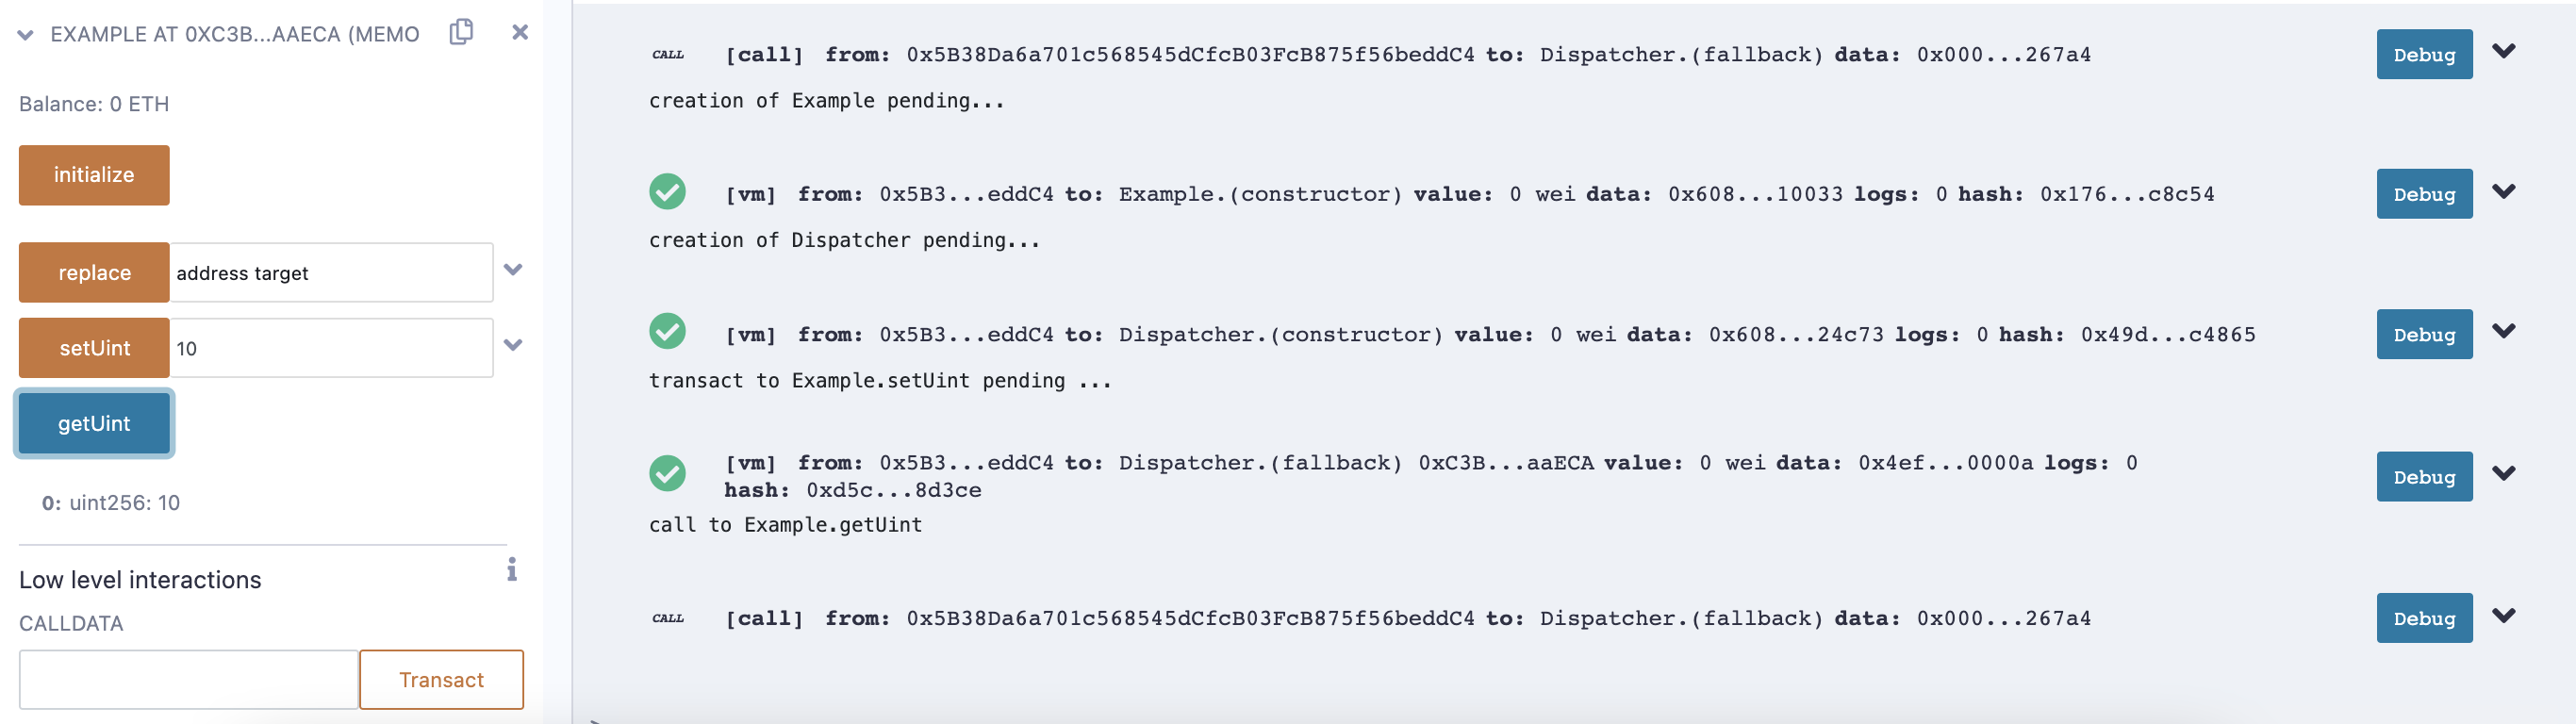 EXAMPLE AT 0XC3B...AAECA (MEMO
Balance: 0 ETH
initialize
replace address target
setUint 10
getUint
0: uint256: 10
Low level interactions
i
CALLDATA
Transact
CALL [call] from: 0x5B38Da6a701c568545dCfcB03FcB875f56beddC4 to: Dispatcher.(fallback) data: 0x000...267a4 Debug
creation of Example pending...
[vm] from: 0x5B3...eddC4 to: Example.(constructor) value: 0 wei data: 0x608...10033 logs: 0 hash: 0x176...c8c54 Debug
creation of Dispatcher pending...
[vm] from: 0x5B3...eddC4 to: Dispatcher.(constructor) value: 0 wei data: 0x608...24c73 logs: 0 hash: 0x49d...c4865 Debug
transact to Example.setUint pending ...
[vm] from: 0x5B3...eddC4 to: Dispatcher.(fallback) 0xC3B...aaECA value: 0 wei data: 0x4ef...0000a logs: 0 Debug
hash: 0xd5c...8d3ce
call to Example.getUint
CALL [call] from: 0x5B38Da6a701c568545dCfcB03FcB875f56beddC4 to: Dispatcher.(fallback) data: 0x000...267a4 Debug